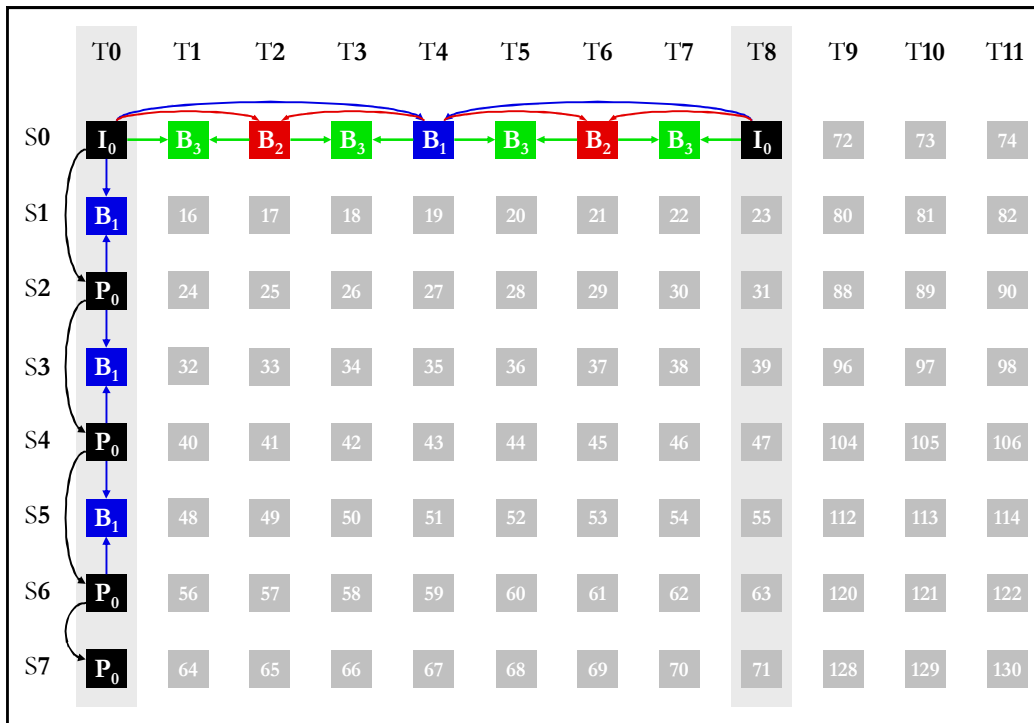 T0 T1 T2 T3 T4 T5 T6 T7 T8 T9 T10 T11
S0 I0 B3 B2 B3 B1 B3 B2 B3 I0 72 73 74
S1 B1 16 17 18 19 20 21 22 23 80 81 82
S2 P0 24 25 26 27 28 29 30 31 88 89 90
S3 B1 32 33 34 35 36 37 38 39 96 97 98
S4 P0 40 41 42 43 44 45 46 47 104 105 106
S5 B1 48 49 50 51 52 53 54 55 112 113 114
S6 P0 56 57 58 59 60 61 62 63 120 121 122
S7 P0 64 65 66 67 68 69 70 71 128 129 130